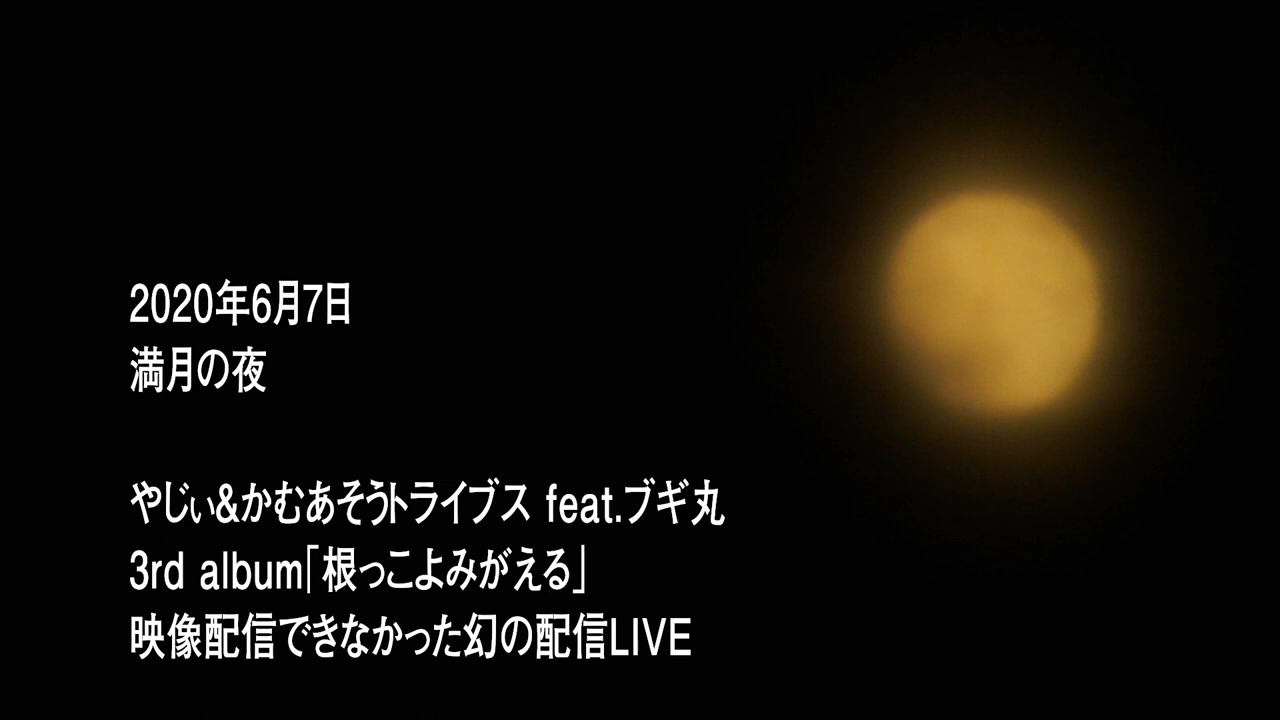 2020年6月7日
満月の夜
やじぃ&かむあそうトライブス feat.ブギ丸
3rd album「根っこよみがえる」
映像配信できなかった幻の配信LIVE